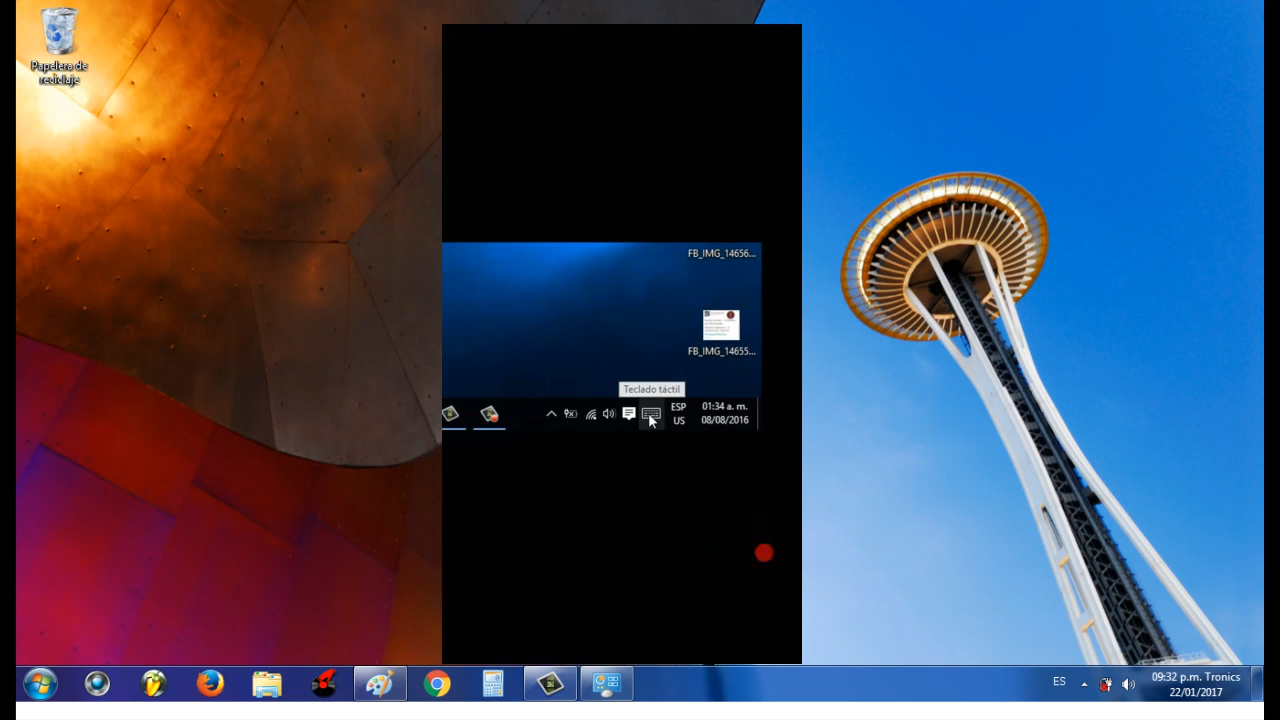 Papelera de
reciclaje
FB_IMG_14656...
FB_IMG_14655...
Teclado táctil
ESP
US
01:34 a. m.
08/08/2016
ES
09:32 p.m. Tronics
22/01/2017